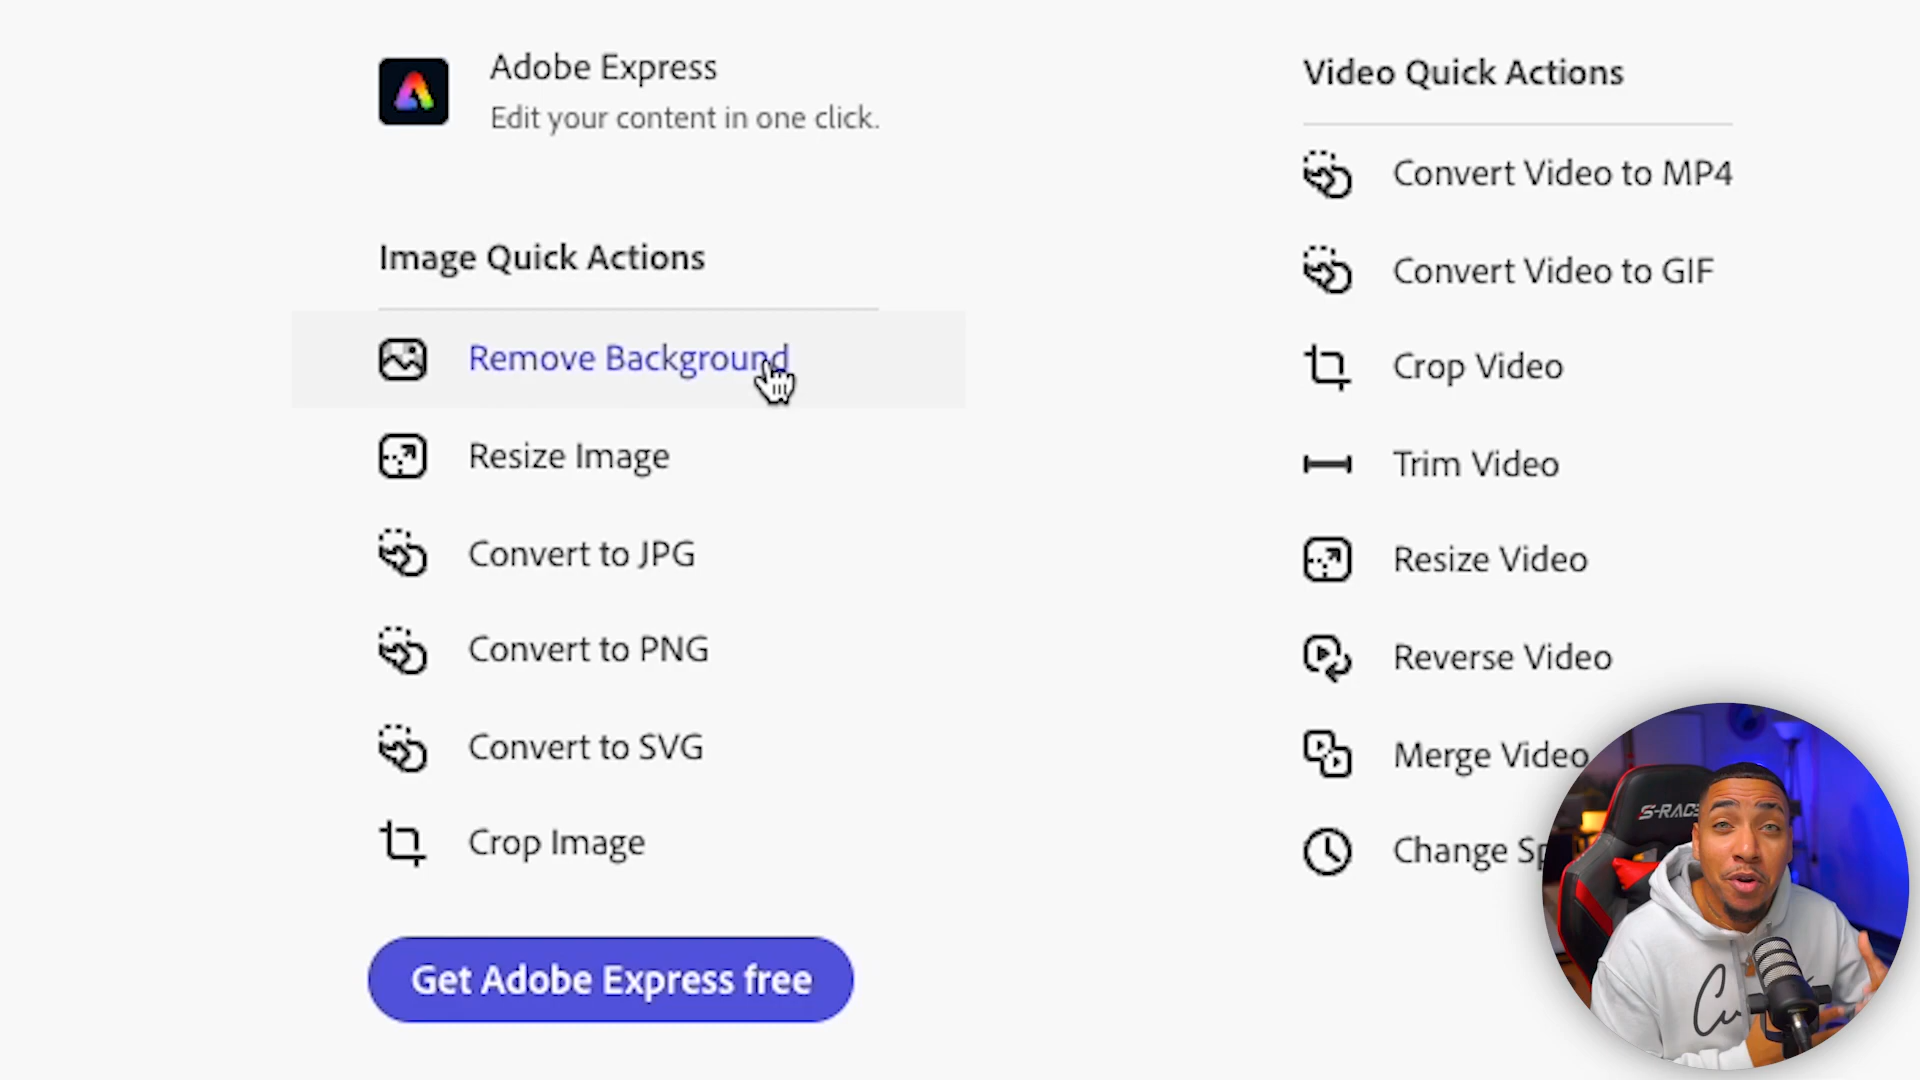 Adobe Express
Edit your content in one click.
Image Quick Actions
Remove Background
Resize Image
Convert to JPG
Convert to PNG
Convert to SVG
Crop Image
Get Adobe Express free
Video Quick Actions
Convert Video to MP4
Convert Video to GIF
Crop Video
Trim Video
Resize Video
Reverse Video
Merge Video
Change
S-RACE